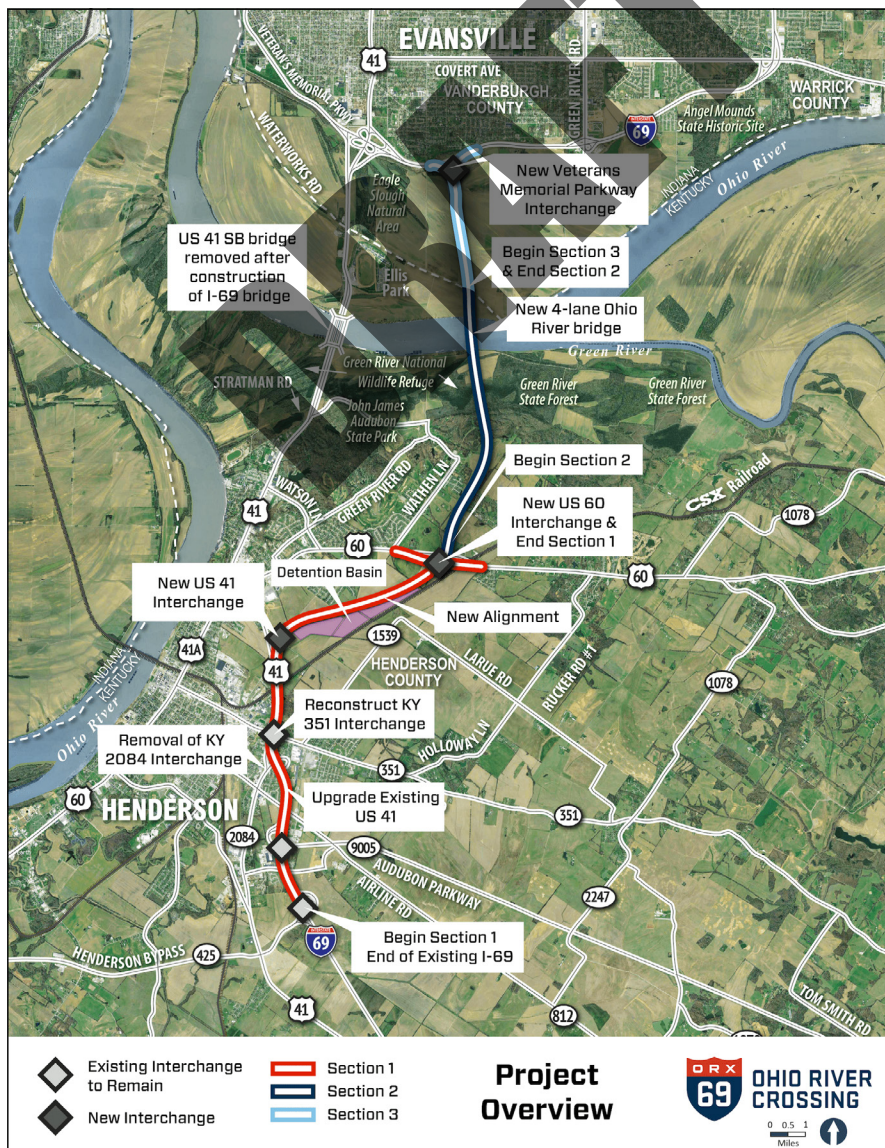 DRAFT
EVANSVILLE
41
COVERT AVE
VANDERBURGH
COUNTY
VETERAN'S MEMORIAL PKWY
GREEN RIVER RD
WARRICK
COUNTY
Angel Mounds
State Historic Site
INTERSTATE
69
WATERWORKS RD
INDIANA
KENTUCKY
Ohio River
New Veterans
Memorial Parkway
Interchange
Eagle
Slough
Natural
Area
US 41 SB bridge
removed after
construction
of I-69 bridge
Begin Section 3
& End Section 2
Ellis
Park
New 4-lane Ohio
River bridge
Green River
Green River National
Wildlife Refuge
STRATMAN RD
Green River
State Forest
Green River
State Forest
John James
Audubon
State Park
Begin Section 2
WATSON LN
GREEN RIVER RD
WATHEN LN
CSX Railroad
41
1078
New US 60
Interchange &
End Section 1
60
Detention Basin
60
New US 41
Interchange
New Alignment
41A
1539
41
HENDERSON
COUNTY
LARUE RD
RUCKER RD #1
1078
INDIANA
KENTUCKY
Ohio River
Reconstruct KY
351 Interchange
Removal of KY
2084 Interchange
HOLLOWAY LN
351
351
60
HENDERSON
Upgrade Existing
US 41
2084
9005
AUDUBON PARKWAY
AIRLINE RD
2247
INTERSTATE
69
Begin Section 1
End of Existing I-69
HENDERSON BYPASS
425
41
812
TOM SMITH RD
Existing Interchange
to Remain
New Interchange
Section 1
Section 2
Section 3
Project
Overview
ORX
69
OHIO RIVER
CROSSING
0 0.5 1
Miles